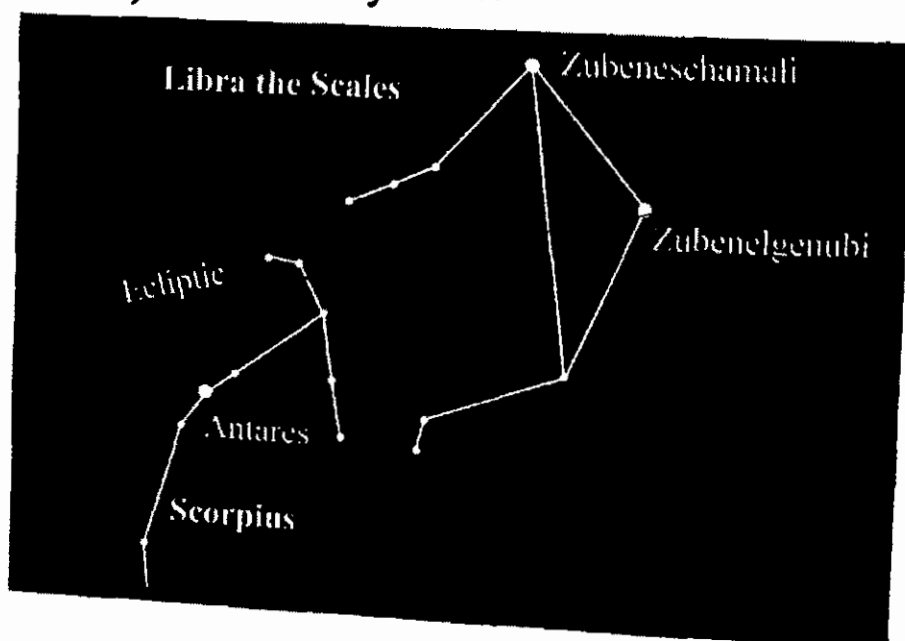 Zubeneschamali
Libra the Scales
Zubenelgenubi
Ecliptic
Antares
Scorpius